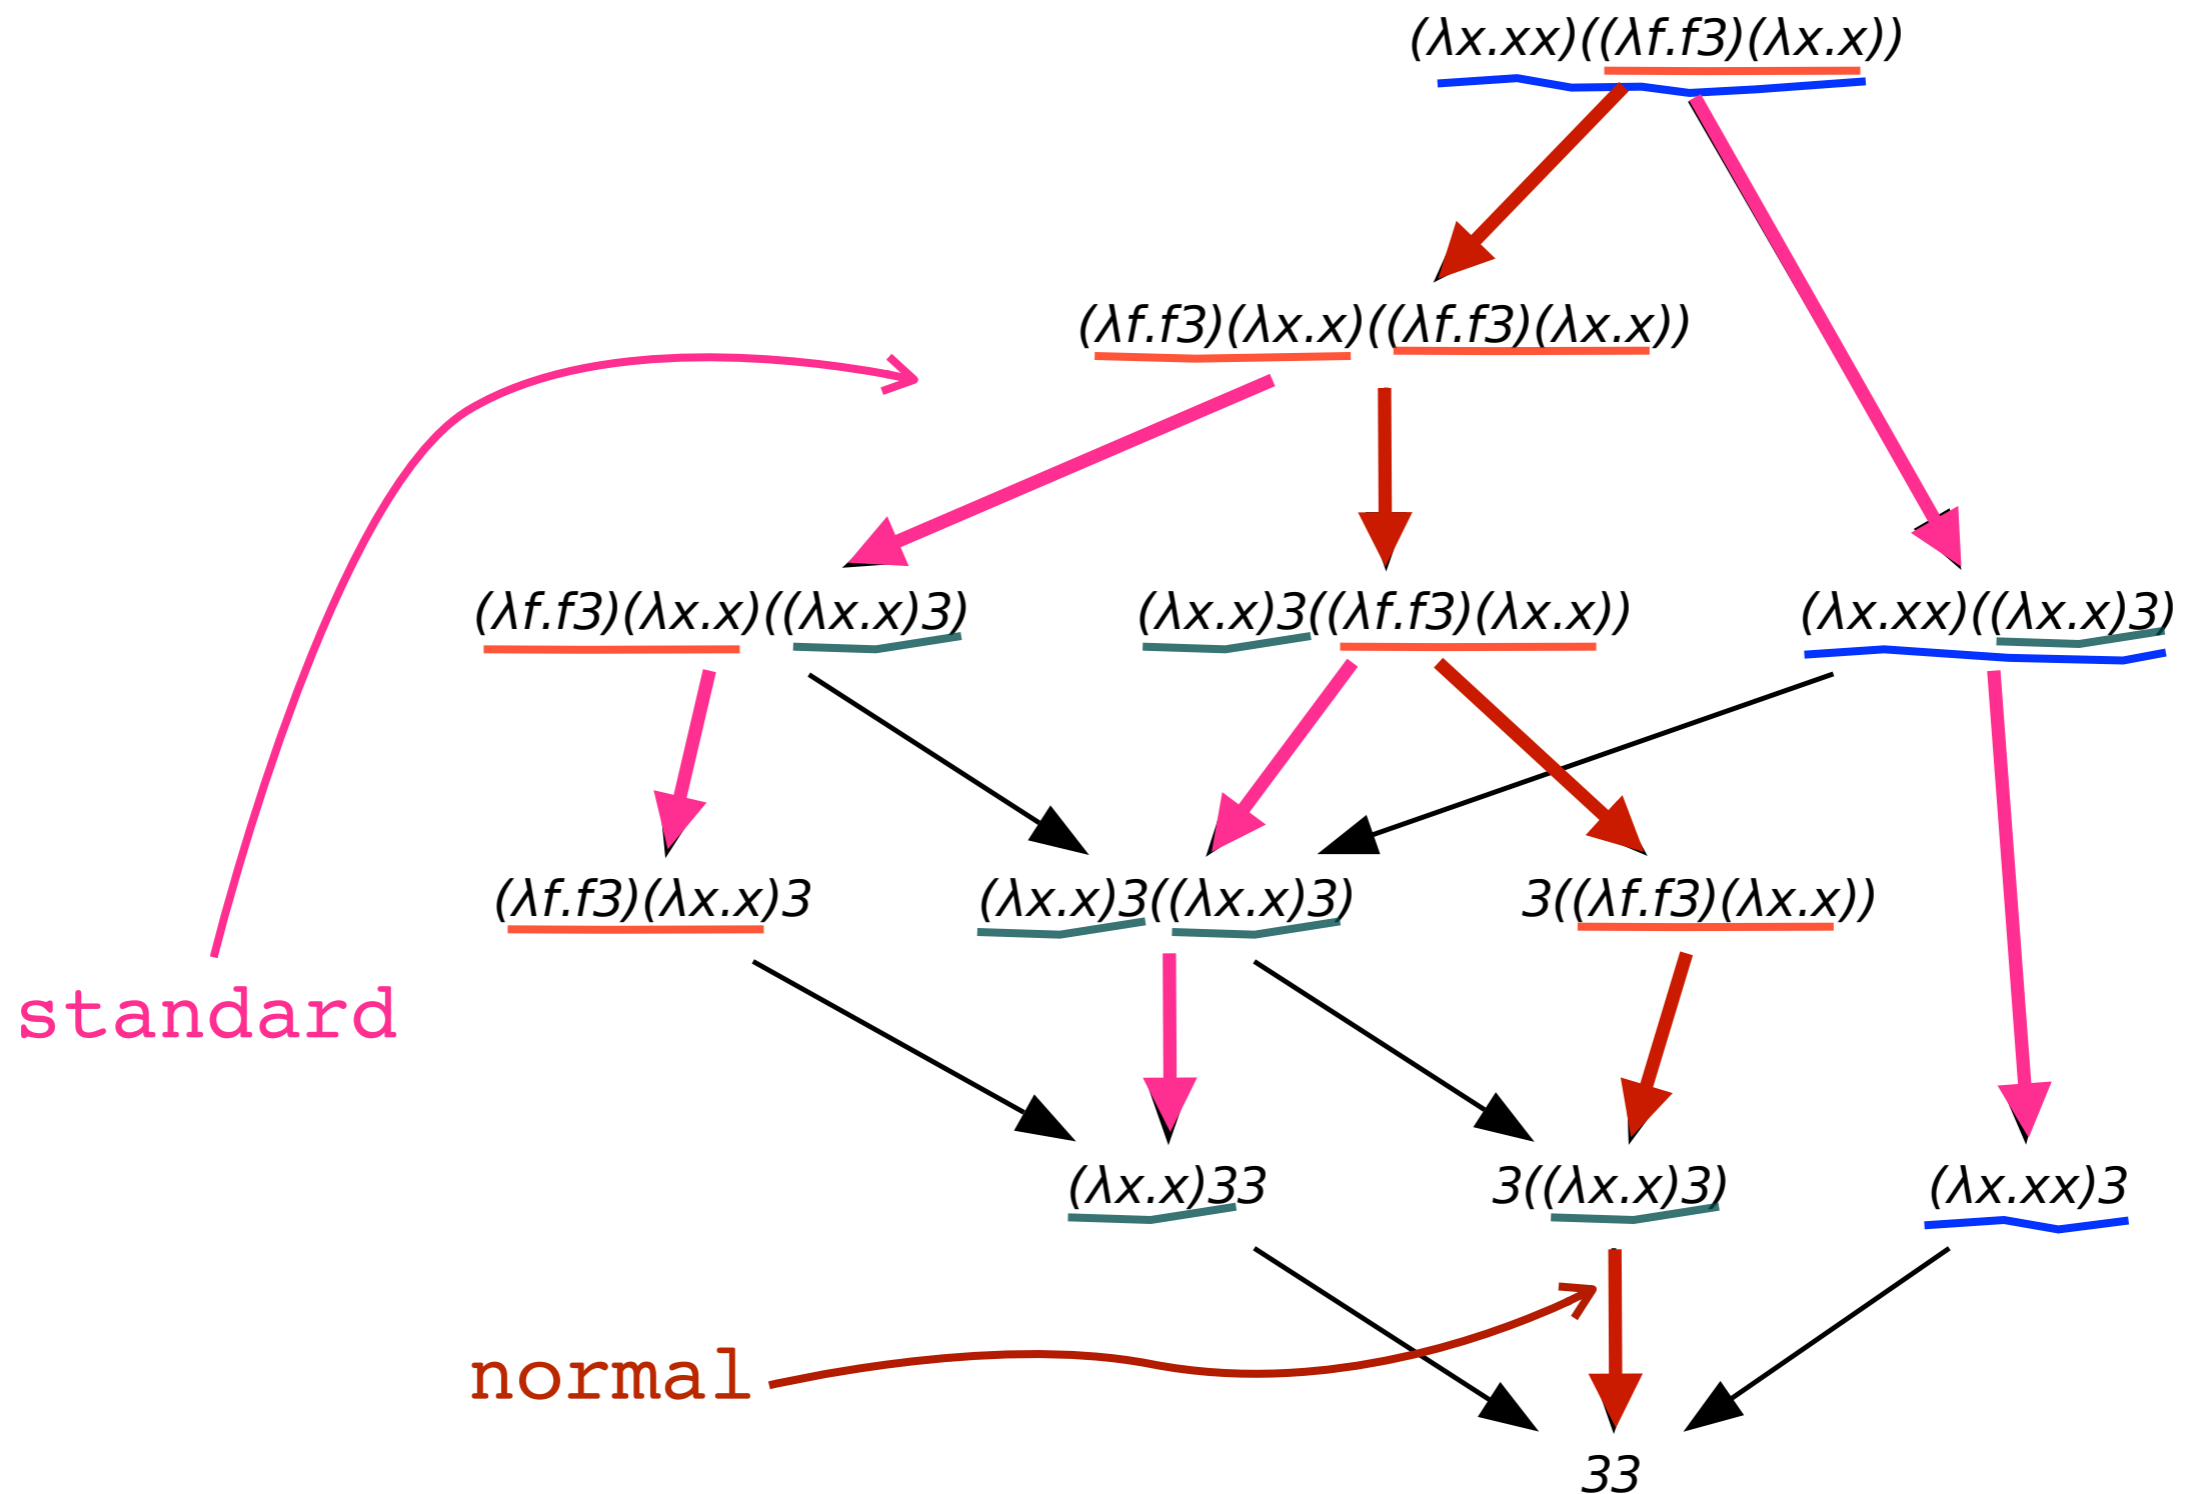 (λx.xx)((λf.f3)(λx.x))
(λf.f3)(λx.x)((λf.f3)(λx.x))
(λf.f3)(λx.x)((λx.x)3)
(λx.x)3((λf.f3)(λx.x))
(λx.xx)((λx.x)3)
(λf.f3)(λx.x)3
(λx.x)3((λx.x)3)
3((λf.f3)(λx.x))
standard
(λx.x)33
3((λx.x)3)
(λx.xx)3
normal
33